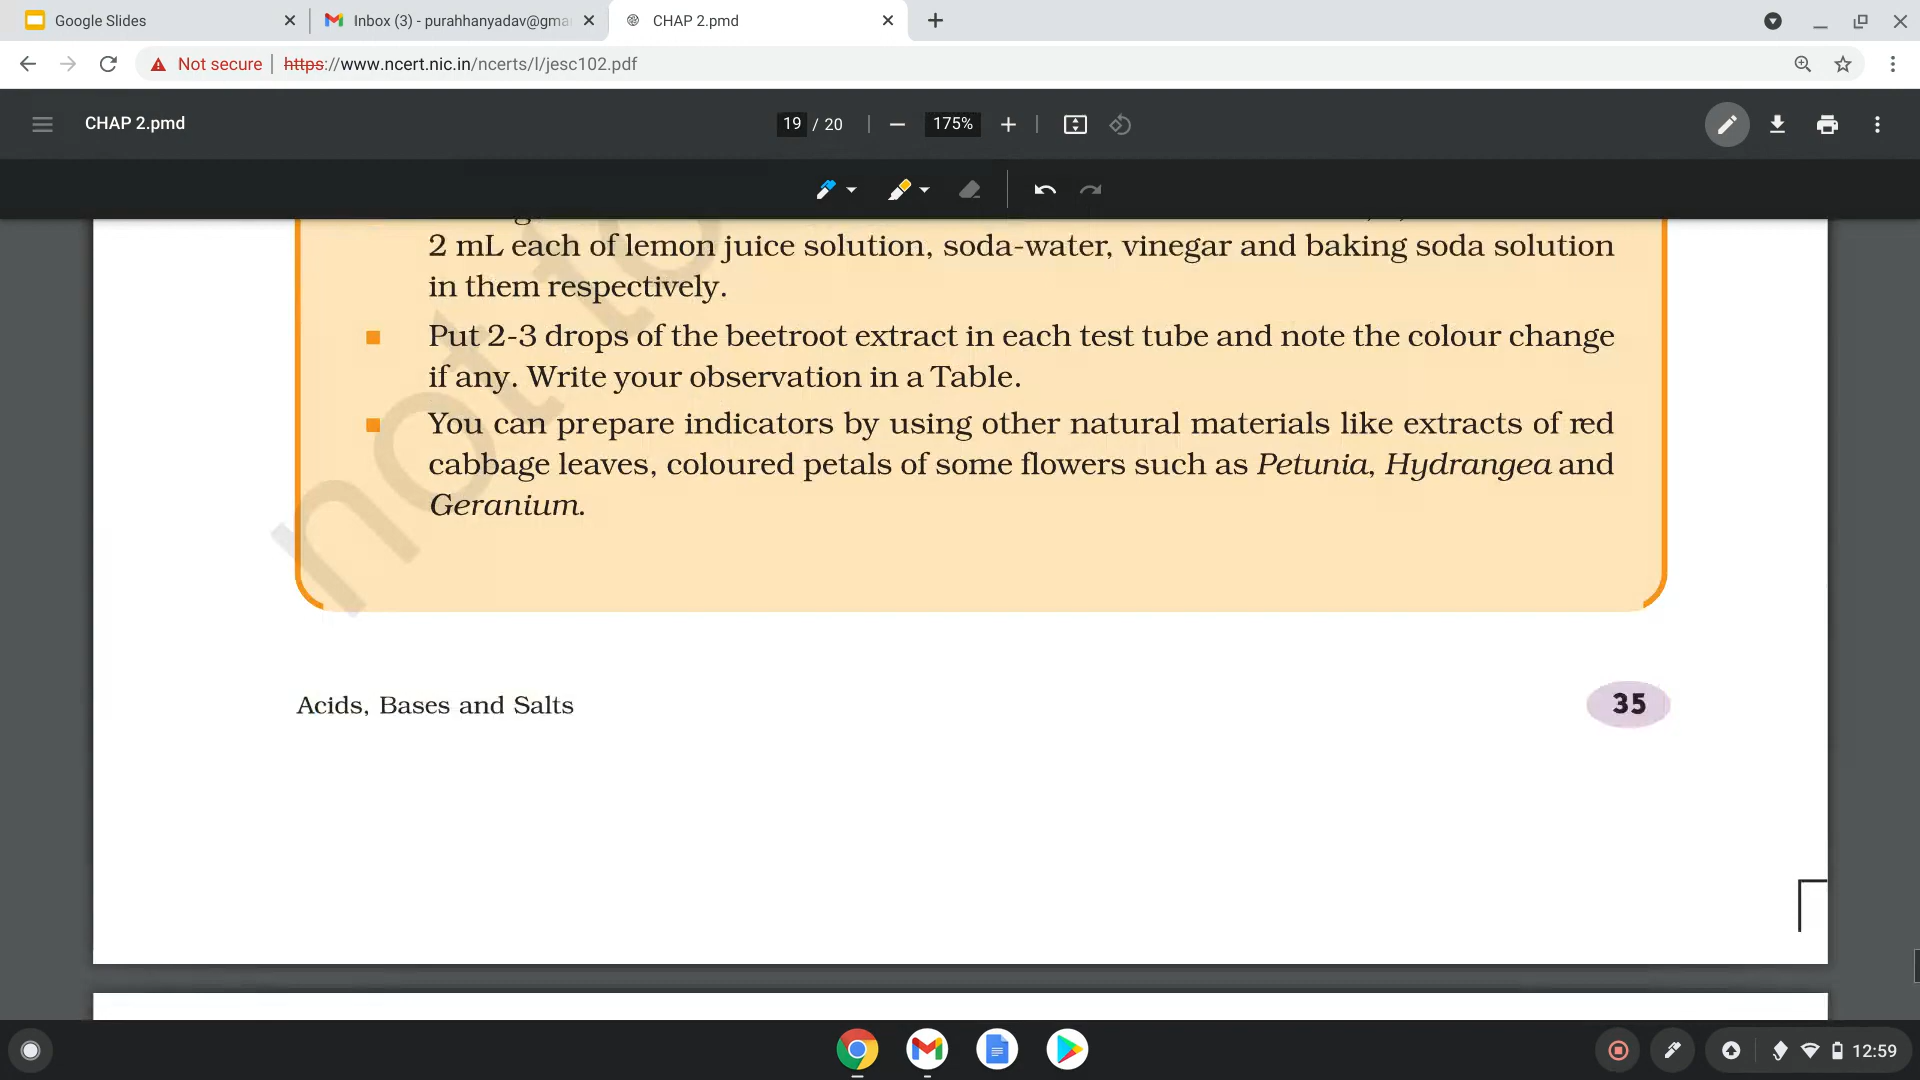 Google Slides
Inbox (3) - purahhanyadav@gma
CHAP 2.pmd
Not secure | https://www.ncert.nic.in/ncerts/l/jesc102.pdf
CHAP 2.pmd
19 / 20
175%
2 mL each of lemon juice solution, soda-water, vinegar and baking soda solution
in them respectively.
Put 2-3 drops of the beetroot extract in each test tube and note the colour change
if any. Write your observation in a Table.
You can prepare indicators by using other natural materials like extracts of red
cabbage leaves, coloured petals of some flowers such as Petunia, Hydrangea and
Geranium.
not to
Acids, Bases and Salts
35
12:59